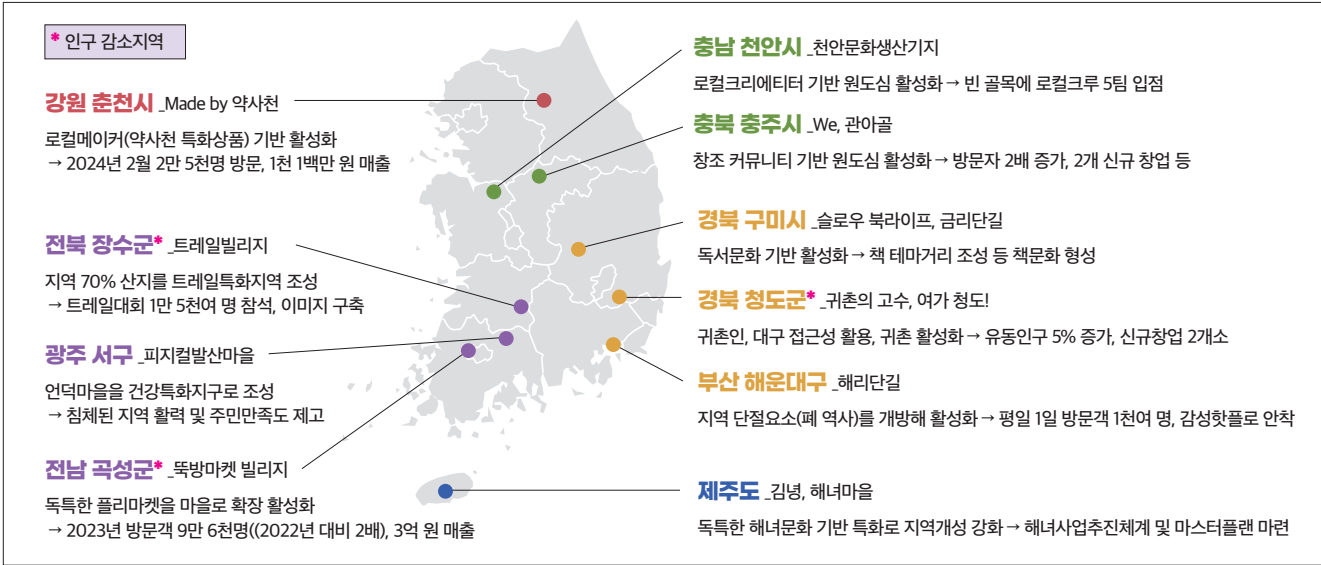 * 인구 감소지역
강원 춘천시 _Made by 약사천
로컬메이커(약사천 특화상품) 기반 활성화
→ 2024년 2월 2만 5천명 방문, 1천 1백만 원 매출
전북 장수군* _트레일빌리지
지역 70% 산지를 트레일특화지역 조성
→ 트레일대회 1만 5천여 명 참석, 이미지 구축
광주 서구 _피지컬발산마을
언덕마을을 건강특화지구로 조성
→ 침체된 지역 활력 및 주민만족도 제고
전남 곡성군* _뚝방마켓 빌리지
독특한 플리마켓을 마을로 확장 활성화
→ 2023년 방문객 9만 6천명((2022년 대비 2배), 3억 원 매출
충남 천안시 _천안문화생산기지
로컬크리에티터 기반 원도심 활성화 → 빈 골목에 로컬크루 5팀 입점
충북 충주시 _We, 관아골
창조 커뮤니티 기반 원도심 활성화 → 방문자 2배 증가, 2개 신규 창업 등
경북 구미시 _슬로우 북라이프, 금리단길
독서문화 기반 활성화 → 책 테마거리 조성 등 책문화 형성
경북 청도군* _귀촌의 고수, 여가 청도!
귀촌인, 대구 접근성 활용, 귀촌 활성화 → 유동인구 5% 증가, 신규창업 2개소
부산 해운대구 _해리단길
지역 단절요소(폐 역사)를 개방해 활성화 → 평일 1일 방문객 1천여 명, 감성핫플로 안착
제주도 _김녕, 해녀마을
독특한 해녀문화 기반 특화로 지역개성 강화 → 해녀사업추진체계 및 마스터플랜 마련